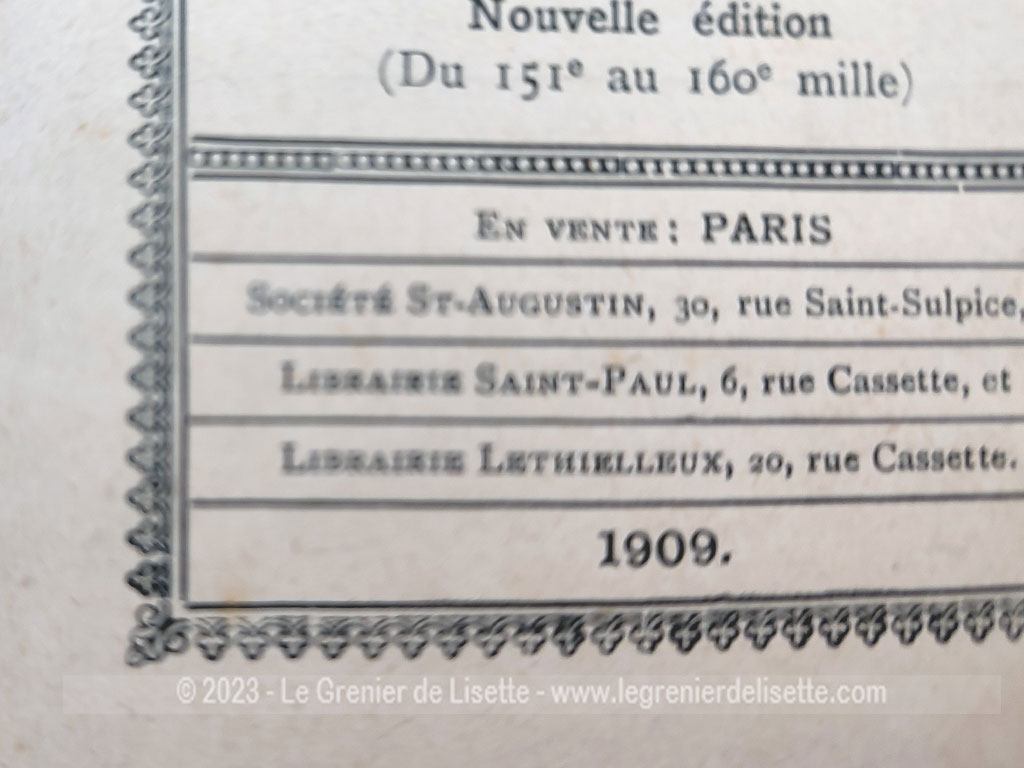 Nouvelle édition
(Du 151e au 160e mille)
EN VENTE : PARIS
SOCIÉTÉ ST-AUGUSTIN, 30, rue Saint-Sulpice,
LIBRAIRIE SAINT-PAUL, 6, rue Cassette, et
LIBRAIRIE LETHIELLEUX, 20, rue Cassette.
1909.
© 2023 - Le Grenier de Lisette - www.legrenierdelisette.com